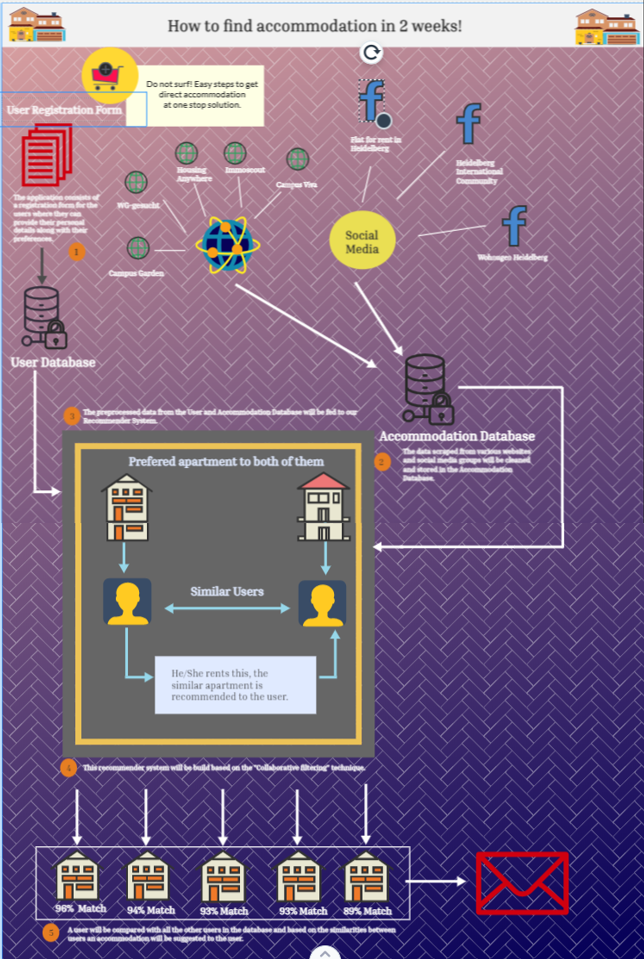 How to find accommodation in 2 weeks!
Do not surf! Easy steps to get
direct accommodation
at one stop solution.
User Registration Form
The application consists of
a registration form for the
users where they can
provide their personal
details along with their
preferences.
1
Housing
Anywhere
Immoscout
Campus Viva
WG-gesucht
Campus Garden
Flat for rent in
Heidelberg
Heidelberg
International
Community
Social
Media
Wohnugen Heidelberg
User Database
Accommodation Database
2
The data scraped from various websites
and social media groups will be cleaned
and stored in the Accommodation
Database.
3
The preprocessed data from the User and Accommodation Database will be fed to our
Recommender System.
Prefered apartment to both of them
Similar Users
He/She rents this, the
similar apartment is
recommended to the user.
4
This recommender system will be build based on the "Collaborative filtering" technique.
96% Match
94% Match
93% Match
93% Match
89% Match
5
A user will be compared with all the other users in the database and based on the similarities between
users an accommodation will be suggested to the user.